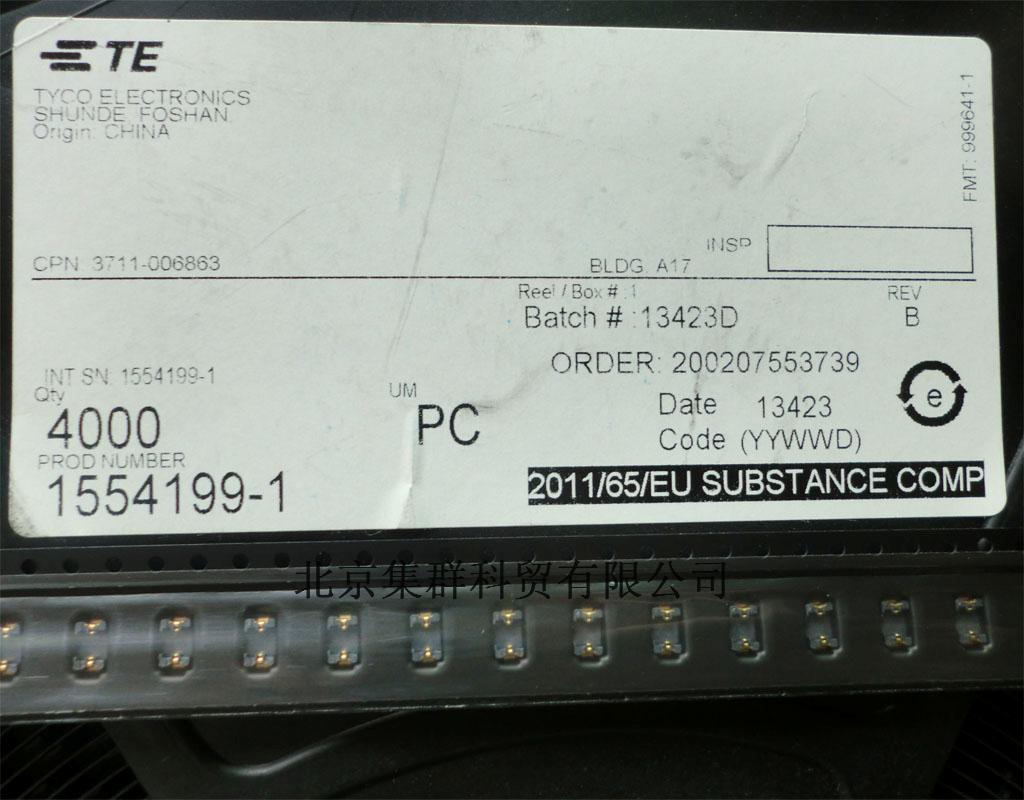 TE
TYCO ELECTRONICS
SHUNDE FOSHAN
Origin: CHINA
FMT: 999641-1
INSP
CPN: 3711-006863
BLDG A17
Reel / Box # :1
REV
Batch # :13423D
B
ORDER: 200207553739
INT SN: 1554199-1
Qty
UM
4000
PC
Date
13423
Code (YYWWD)
e
PROD NUMBER
1554199-1
2011/65/EU SUBSTANCE COMP
北京集群科贸有限公司